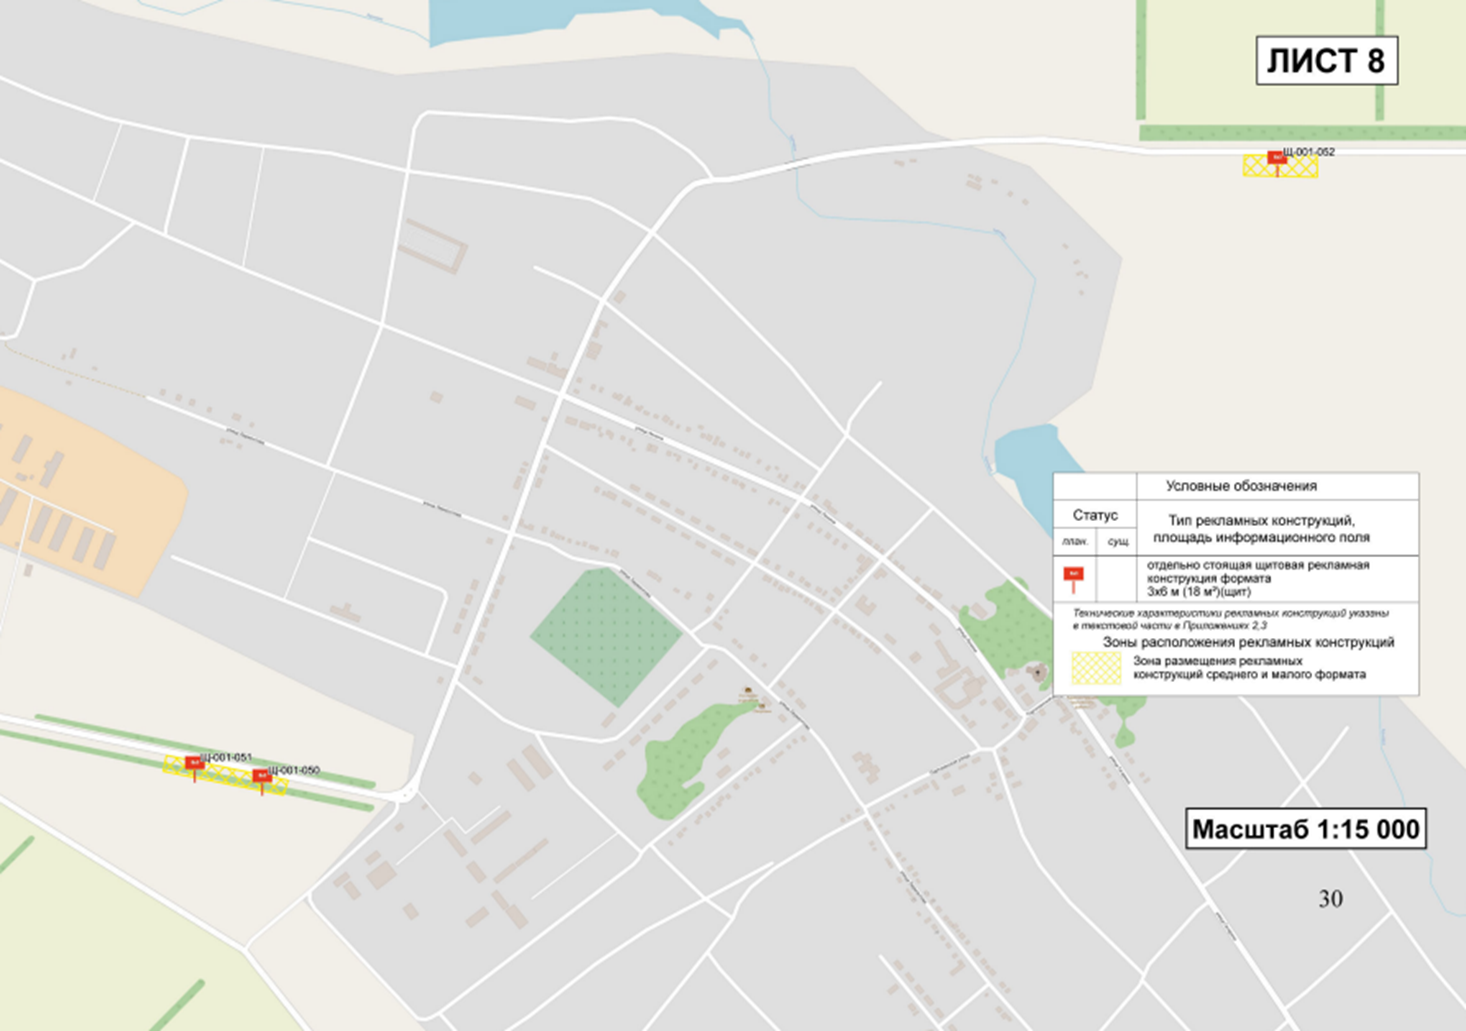 ЛИСТ 8
Щ-001-052
улица Ленина
Условные обозначения
Статус
Тип рекламных конструкций,
площадь информационного поля
план.
сущ.
отдельно стоящая щитовая рекламная
конструкция формата
3х6 м (18 м²)(щит)
Технические характеристики рекламных конструкций указаны
в текстовой части в Приложениях 2,3
Зоны расположения рекламных конструкций
Зона размещения рекламных
конструкций среднего и малого формата
Щ-001-051
Щ-001-050
Масштаб 1:15 000
30